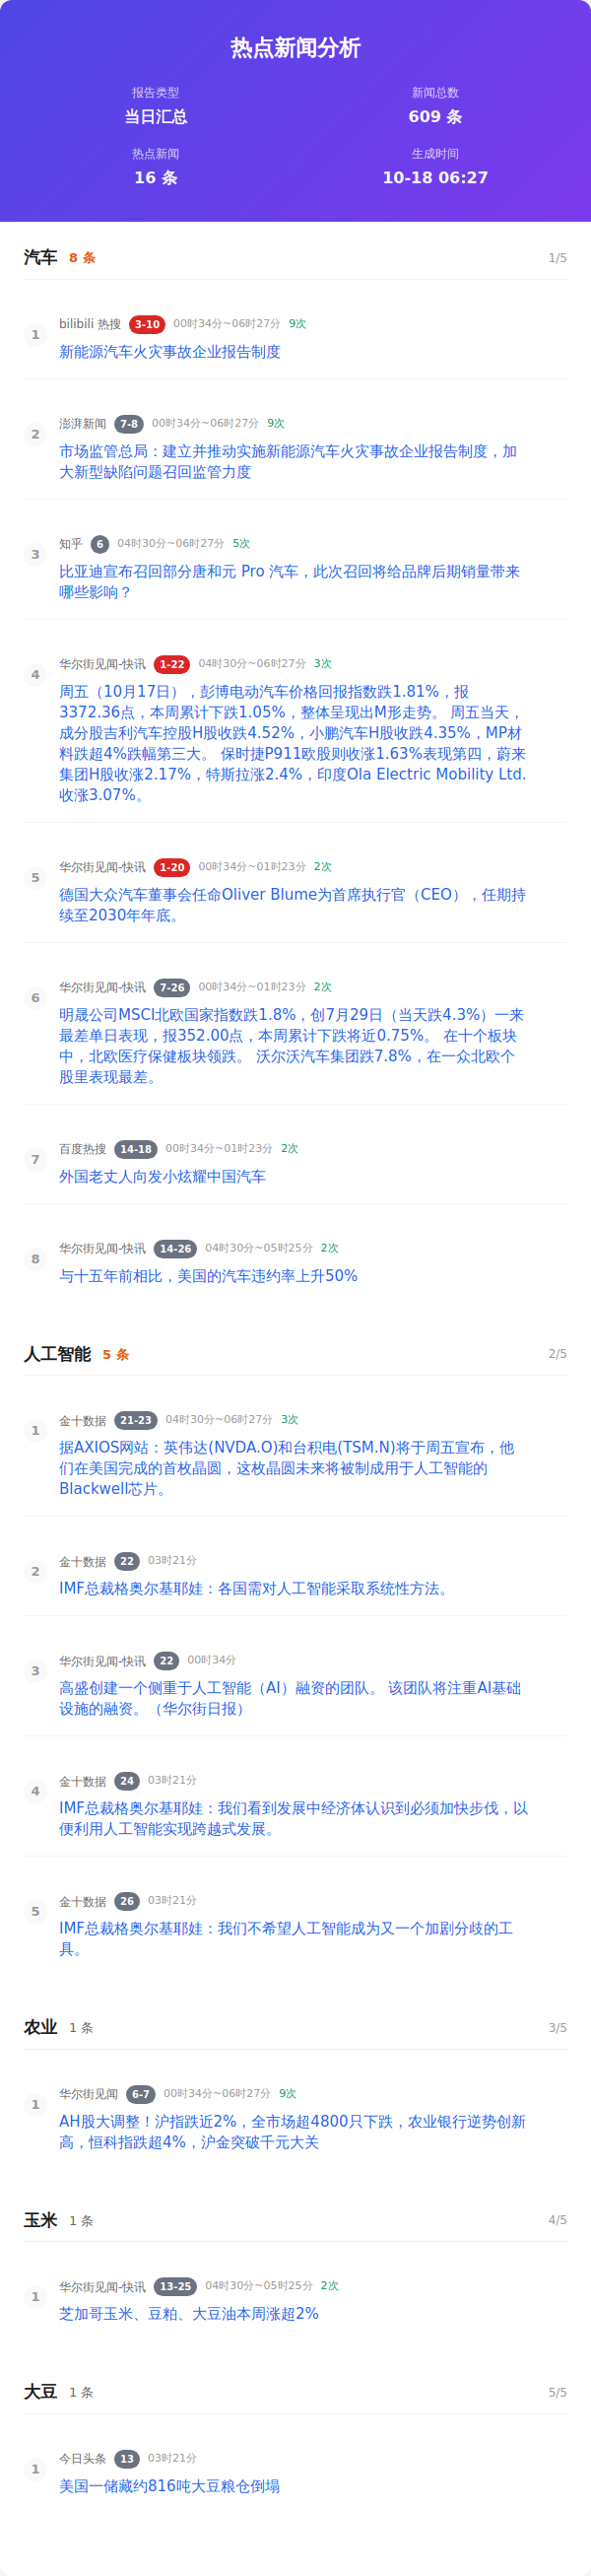 热点新闻分析
报告类型
当日汇总
新闻总数
609 条
热点新闻
16 条
生成时间
10-18 06:27
汽车 8 条 1/5
1 bilibili 热搜 3-10 00时34分~06时27分 9次
新能源汽车火灾事故企业报告制度
2 澎湃新闻 7-8 00时34分~06时27分 9次
市场监管总局：建立并推动实施新能源汽车火灾事故企业报告制度，加
大新型缺陷问题召回监管力度
3 知乎 6 04时30分~06时27分 5次
比亚迪宣布召回部分唐和元 Pro 汽车，此次召回将给品牌后期销量带来
哪些影响？
4 华尔街见闻-快讯 1-22 04时30分~06时27分 3次
周五（10月17日），彭博电动汽车价格回报指数跌1.81%，报
3372.36点，本周累计下跌1.05%，整体呈现出M形走势。 周五当天，
成分股吉利汽车控股H股收跌4.52%，小鹏汽车H股收跌4.35%，MP材
料跌超4%跌幅第三大。 保时捷P911欧股则收涨1.63%表现第四，蔚来
集团H股收涨2.17%，特斯拉涨2.4%，印度Ola Electric Mobility Ltd.
收涨3.07%。
5 华尔街见闻-快讯 1-20 00时34分~01时23分 2次
德国大众汽车董事会任命Oliver Blume为首席执行官（CEO），任期持
续至2030年年底。
6 华尔街见闻-快讯 7-26 00时34分~01时23分 2次
明晟公司MSCI北欧国家指数跌1.8%，创7月29日（当天跌4.3%）一来
最差单日表现，报352.00点，本周累计下跌将近0.75%。 在十个板块
中，北欧医疗保健板块领跌。 沃尔沃汽车集团跌7.8%，在一众北欧个
股里表现最差。
7 百度热搜 14-18 00时34分~01时23分 2次
外国老丈人向发小炫耀中国汽车
8 华尔街见闻-快讯 14-26 04时30分~05时25分 2次
与十五年前相比，美国的汽车违约率上升50%
人工智能 5 条 2/5
1 金十数据 21-23 04时30分~06时27分 3次
据AXIOS网站：英伟达(NVDA.O)和台积电(TSM.N)将于周五宣布，他
们在美国完成的首枚晶圆，这枚晶圆未来将被制成用于人工智能的
Blackwell芯片。
2 金十数据 22 03时21分
IMF总裁格奥尔基耶娃：各国需对人工智能采取系统性方法。
3 华尔街见闻-快讯 22 00时34分
高盛创建一个侧重于人工智能（AI）融资的团队。 该团队将注重AI基础
设施的融资。（华尔街日报）
4 金十数据 24 03时21分
IMF总裁格奥尔基耶娃：我们看到发展中经济体认识到必须加快步伐，以
便利用人工智能实现跨越式发展。
5 金十数据 26 03时21分
IMF总裁格奥尔基耶娃：我们不希望人工智能成为又一个加剧分歧的工
具。
农业 1 条 3/5
1 华尔街见闻 6-7 00时34分~06时27分 9次
AH股大调整！沪指跌近2%，全市场超4800只下跌，农业银行逆势创新
高，恒科指跌超4%，沪金突破千元大关
玉米 1 条 4/5
1 华尔街见闻-快讯 13-25 04时30分~05时25分 2次
芝加哥玉米、豆粕、大豆油本周涨超2%
大豆 1 条 5/5
1 今日头条 13 03时21分
美国一储藏约816吨大豆粮仓倒塌